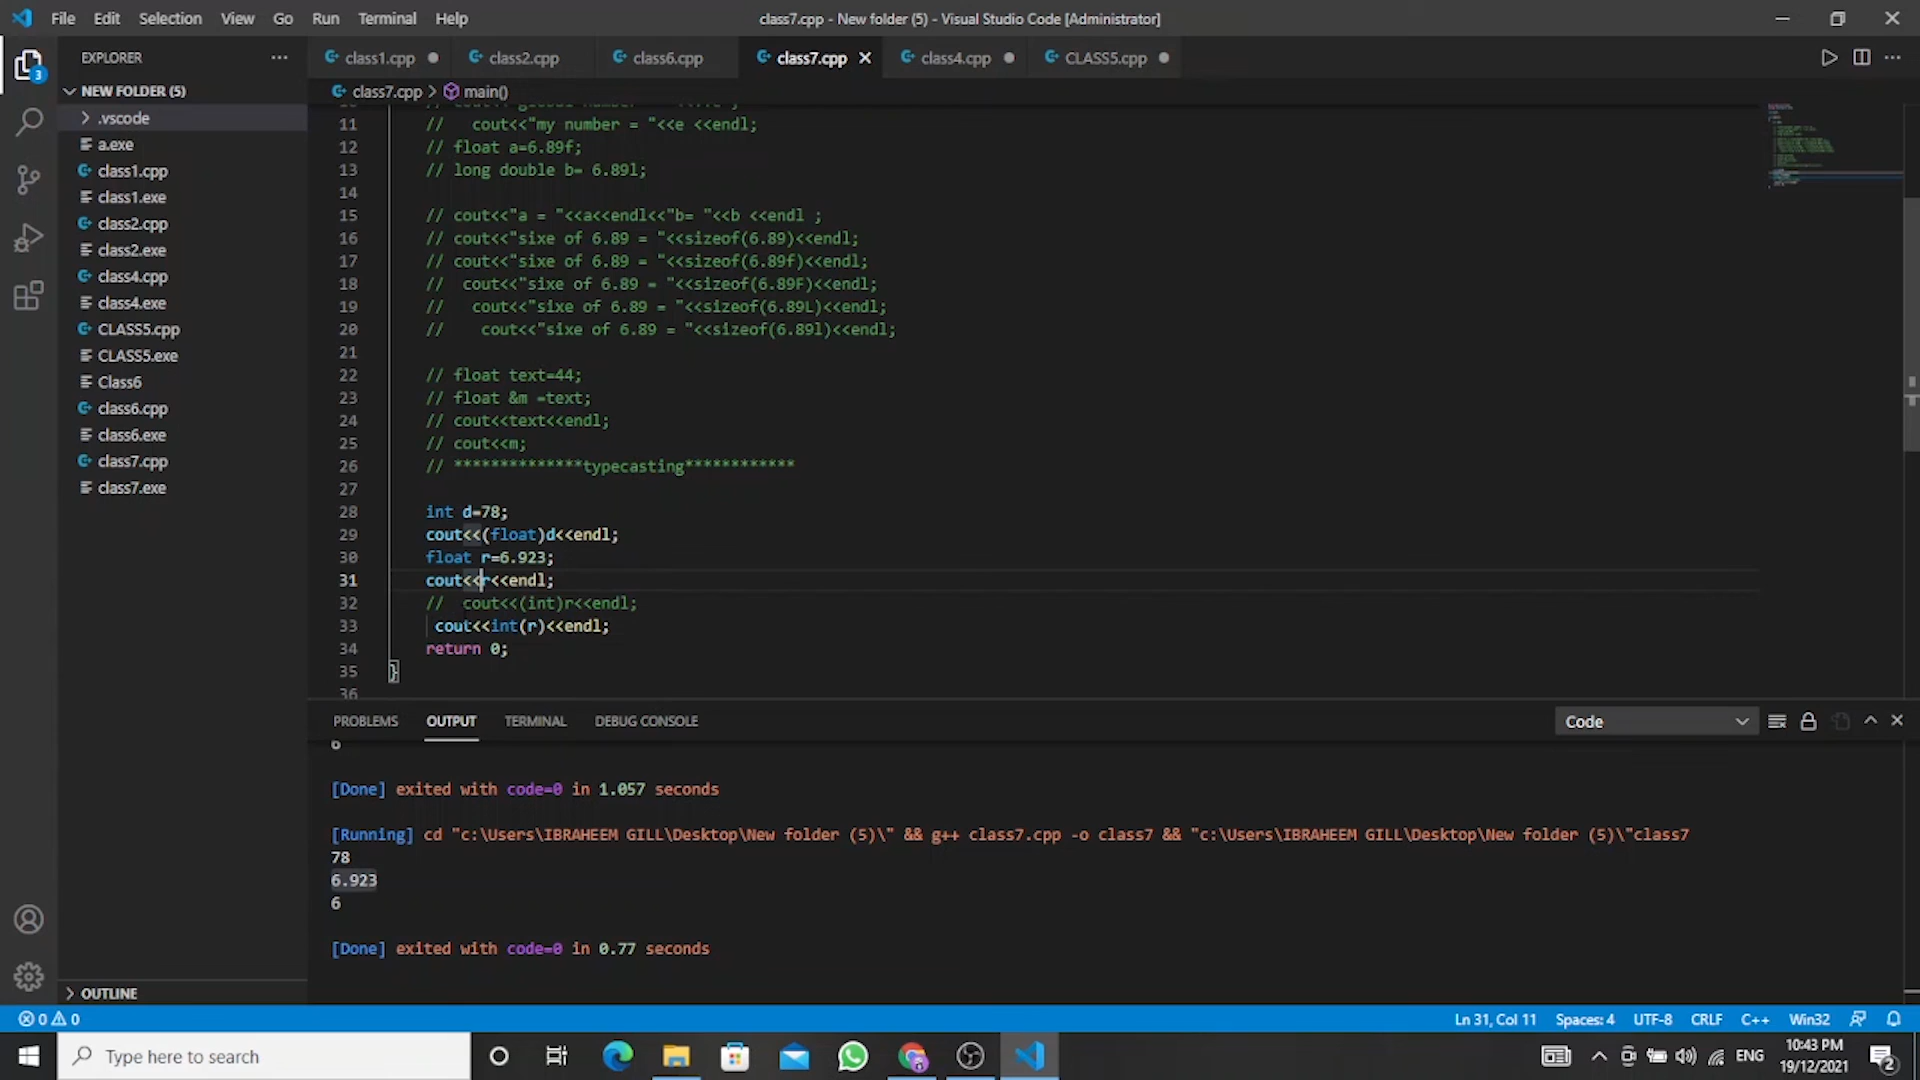 File Edit Selection View Go Run Terminal Help
class7.cpp - New folder (5) - Visual Studio Code [Administrator]
EXPLORER
class1.cpp class2.cpp class6.cpp class7.cpp class4.cpp CLASS5.cpp
NEW FOLDER (5)
.vscode
a.exe
class1.cpp
class1.exe
class2.cpp
class2.exe
class4.cpp
class4.exe
CLASS5.cpp
CLASS5.exe
Class6
class6.cpp
class6.exe
class7.cpp
class7.exe
OUTLINE
3
class7.cpp > main()
11 //   cout<<"my number = "<<e <<endl;
12 // float a=6.89f;
13 // long double b= 6.89l;
14
15 // cout<<"a = "<<a<<endl<<"b= "<<b <<endl ;
16 // cout<<"sixe of 6.89 = "<<sizeof(6.89)<<endl;
17 // cout<<"sixe of 6.89 = "<<sizeof(6.89f)<<endl;
18 //  cout<<"sixe of 6.89 = "<<sizeof(6.89F)<<endl;
19 //   cout<<"sixe of 6.89 = "<<sizeof(6.89L)<<endl;
20 //    cout<<"sixe of 6.89 = "<<sizeof(6.89l)<<endl;
21
22 // float text=44;
23 // float &m =text;
24 // cout<<text<<endl;
25 // cout<<m;
26 // **************typecasting************
27
28 int d=78;
29 cout<<(float)d<<endl;
30 float r=6.923;
31 cout<<r<<endl;
32 //  cout<<(int)r<<endl;
33  cout<<int(r)<<endl;
34 return 0;
35 }
36
PROBLEMS OUTPUT TERMINAL DEBUG CONSOLE
Code
6
[Done] exited with code=0 in 1.057 seconds
[Running] cd "c:\Users\IBRAHEEM GILL\Desktop\New folder (5)\" && g++ class7.cpp -o class7 && "c:\Users\IBRAHEEM GILL\Desktop\New folder (5)\"class7
78
6.923
6
[Done] exited with code=0 in 0.77 seconds
0 0
Ln 31, Col 11 Spaces: 4 UTF-8 CRLF C++ Win32
Type here to search
ENG
10:43 PM
19/12/2021
2